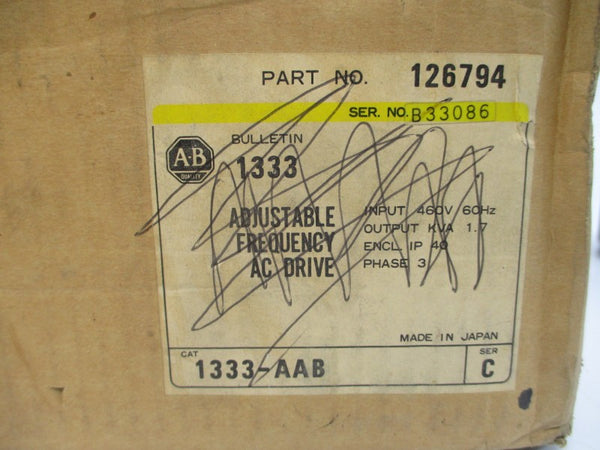 PART NO. 126794
SER. NO. B33086
A-B
QUALITY
BULLETIN
1333
ADJUSTABLE
FREQUENCY
AC DRIVE
INPUT 460V 60Hz
OUTPUT KVA 1.7
ENCL. IP 40
PHASE 3
MADE IN JAPAN
CAT
1333-AAB
SER
C